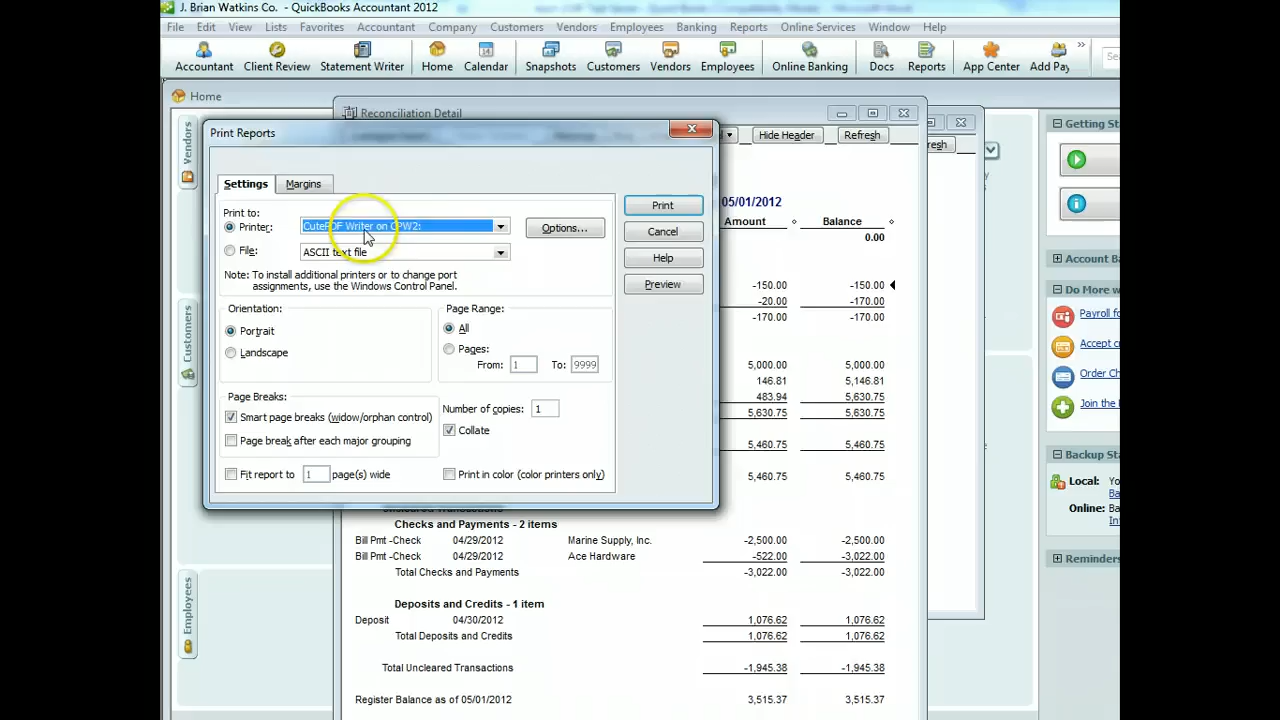 J. Brian Watkins Co. - QuickBooks Accountant 2012
File Edit View Lists Favorites Accountant Company Customers Vendors Employees Banking Reports Online Services Window Help
Accountant Client Review Statement Writer Home Calendar Snapshots Customers Vendors Employees Online Banking Docs Reports App Center Add Pay
Home
Reconciliation Detail
Hide Header Refresh
Print Reports
Settings Margins
Print to:
Printer: CutePDF Writer on CPW2: Options...
File: ASCII text file
Note: To install additional printers or to change port
assignments, use the Windows Control Panel.
Orientation:
Portrait
Landscape
Page Range:
All
Pages:
From: 1 To: 9999
Page Breaks:
Smart page breaks (widow/orphan control)
Page break after each major grouping
Number of copies: 1
Collate
Fit report to 1 page(s) wide
Print in color (color printers only)
Print
Cancel
Help
Preview
Vendors
Customers
Employees
05/01/2012
Amount Balance
0.00
-150.00 -150.00
-20.00 -170.00
-170.00 -170.00
5,000.00 5,000.00
146.81 5,146.81
483.94 5,630.75
5,630.75 5,630.75
5,460.75 5,460.75
5,460.75 5,460.75
Checks and Payments - 2 items
Bill Pmt -Check 04/29/2012 Marine Supply, Inc. -2,500.00 -2,500.00
Bill Pmt -Check 04/29/2012 Ace Hardware -522.00 -3,022.00
Total Checks and Payments -3,022.00 -3,022.00
Deposits and Credits - 1 item
Deposit 04/30/2012 1,076.62 1,076.62
Total Deposits and Credits 1,076.62 1,076.62
Total Uncleared Transactions -1,945.38 -1,945.38
Register Balance as of 05/01/2012 3,515.37 3,515.37
resh
Getting St
Account B
Do More w
Payroll fo
Accept c
Order Ch
Join the
Backup Sta
Local: Yo
Ba
Online: Ba
Int
Reminders